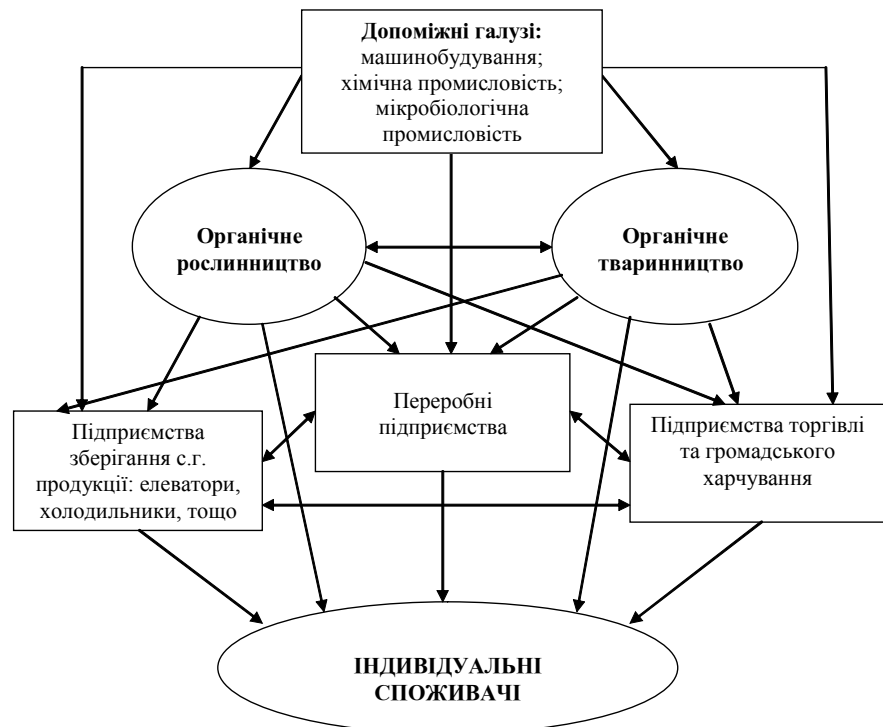 Допоміжні галузі:
машинобудування;
хімічна промисловість;
мікробіологічна
промисловість
Органічне
рослинництво
Органічне
тваринництво
Переробні
підприємства
Підприємства
зберігання с.г.
продукції: елеватори,
холодильники, тощо
Підприємства торгівлі
та громадського
харчування
ІНДИВІДУАЛЬНІ
СПОЖИВАЧІ